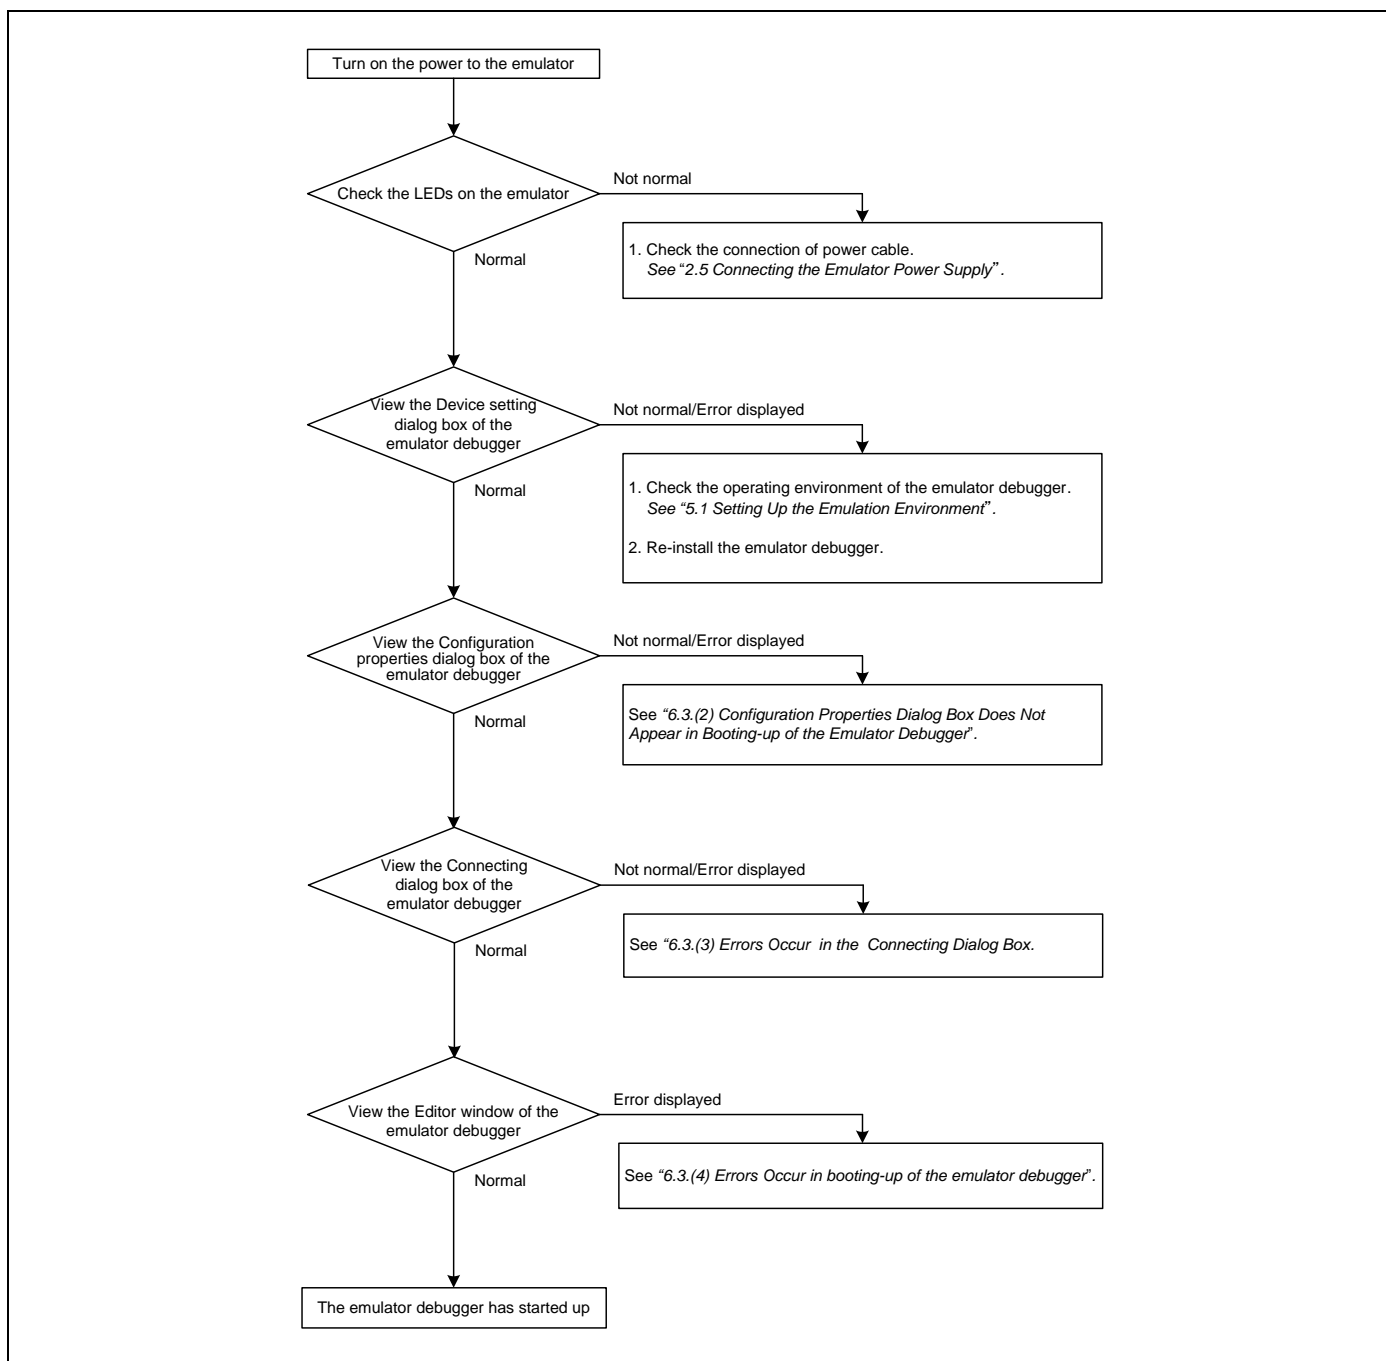 Turn on the power to the emulator
Check the LEDs on the emulator
Not normal
Normal
1. Check the connection of power cable.
See “2.5 Connecting the Emulator Power Supply”.
View the Device setting
dialog box of the
emulator debugger
Not normal/Error displayed
Normal
1. Check the operating environment of the emulator debugger.
See “5.1 Setting Up the Emulation Environment”.
2. Re-install the emulator debugger.
View the Configuration
properties dialog box of the
emulator debugger
Not normal/Error displayed
Normal
See “6.3.(2) Configuration Properties Dialog Box Does Not
Appear in Booting-up of the Emulator Debugger”.
View the Connecting
dialog box of the
emulator debugger
Not normal/Error displayed
Normal
See “6.3.(3) Errors Occur in the Connecting Dialog Box.
View the Editor window of the
emulator debugger
Error displayed
Normal
See “6.3.(4) Errors Occur in booting-up of the emulator debugger”.
The emulator debugger has started up